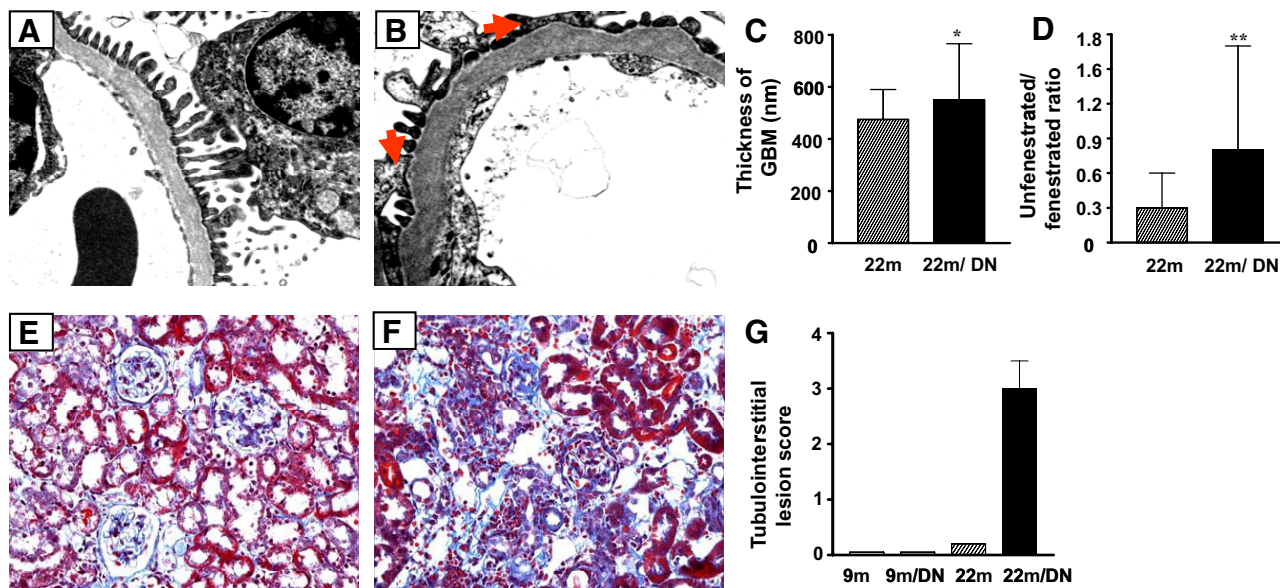 A
B
C
Thickness of
GBM (nm)
800
600
400
200
0
*
22m
22m/ DN
D
Unfenestrated/
fenestrated ratio
1.8
1.6
1.2
0.6
0.3
0
**
22m
22m/ DN
E
F
G
Tubulointerstitial
lesion score
4
3
2
1
0
9m
9m/DN
22m
22m/DN